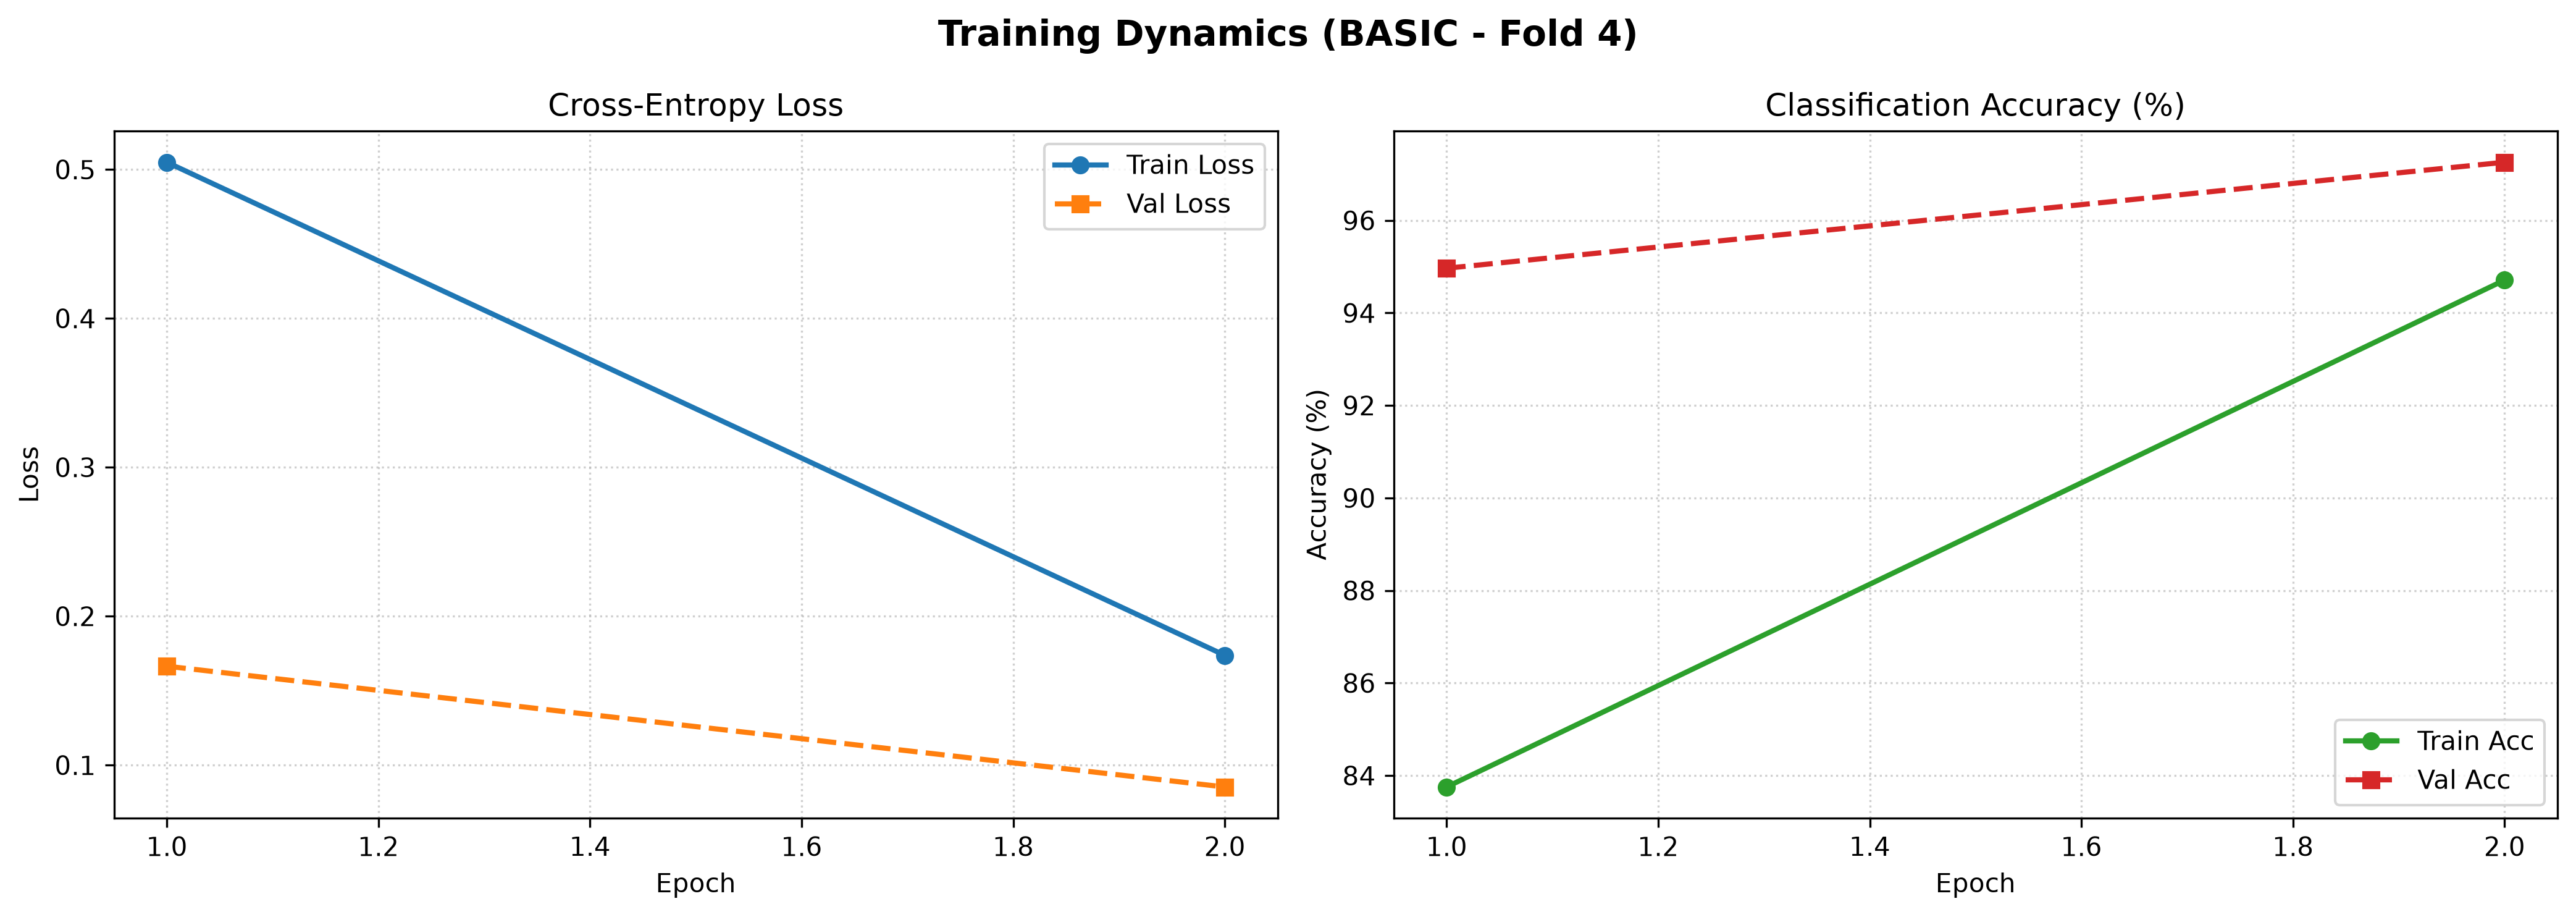 Training Dynamics (BASIC - Fold 4)
Cross-Entropy Loss
Loss
0.5
0.4
0.3
0.2
0.1
Train Loss
Val Loss
1.0 1.2 1.4 1.6 1.8 2.0
Epoch
Classification Accuracy (%)
Accuracy (%)
96
94
92
90
88
86
84
Train Acc
Val Acc
1.0 1.2 1.4 1.6 1.8 2.0
Epoch